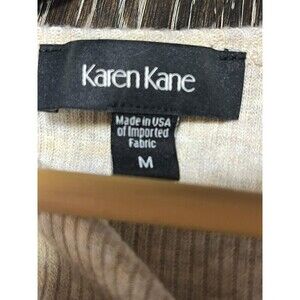 Karen Kane
Made in USA
of Imported
Fabric
M